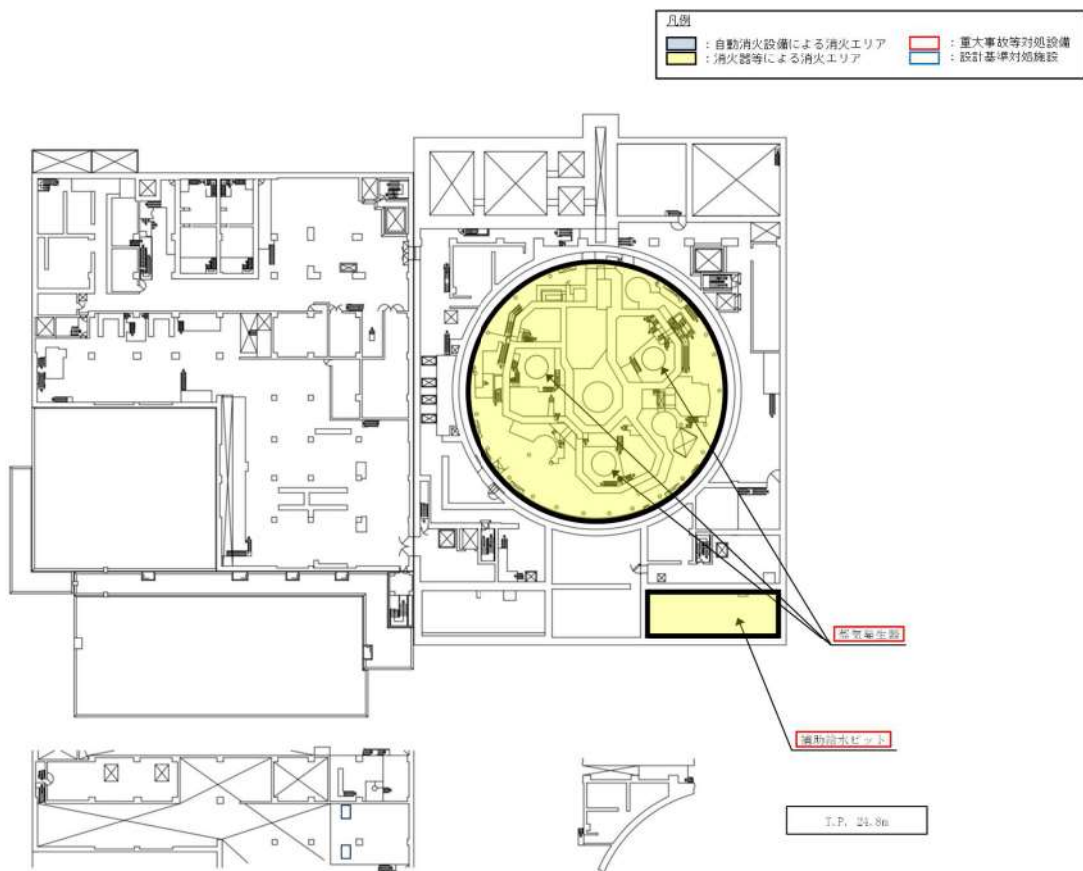 凡例
：自動消火設備による消火エリア
：重大事故等対処設備
：消火器等による消火エリア
：設計基準対処施設
蒸気発生器
補助給水ピット
T.P. 24.8m